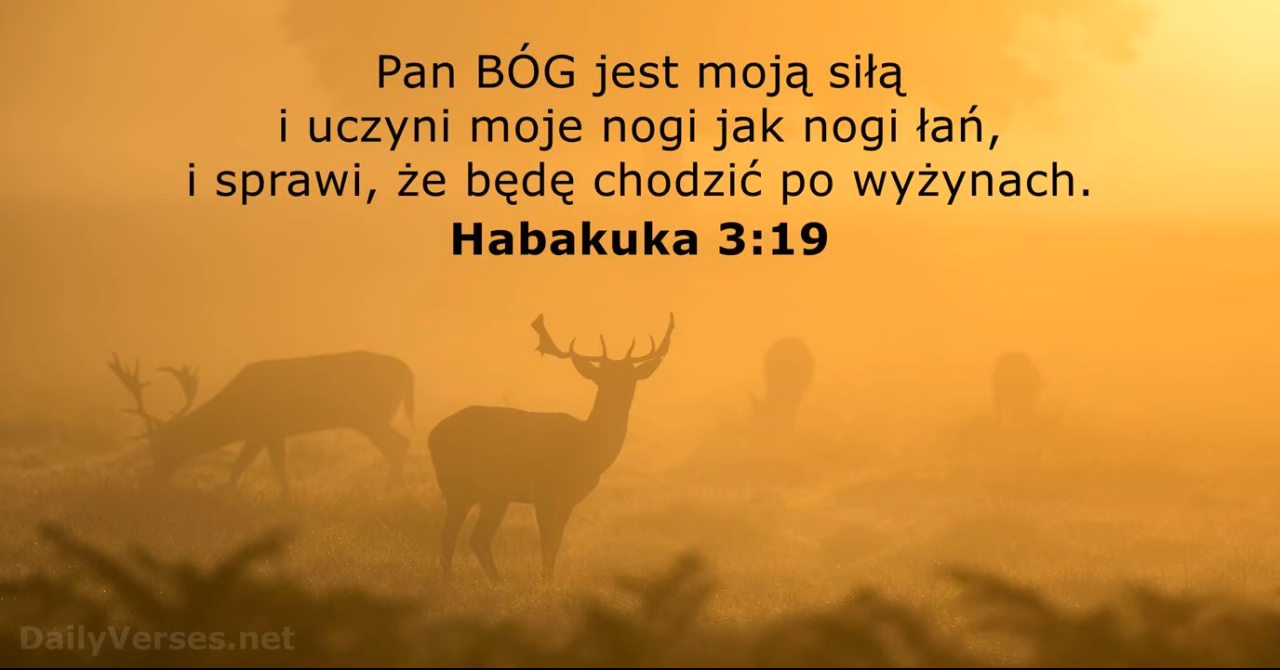 Pan BÓG jest moją siłą
i uczyni moje nogi jak nogi łań,
i sprawi, że będę chodzić po wyżynach.
Habakuka 3:19
DailyVerses.net